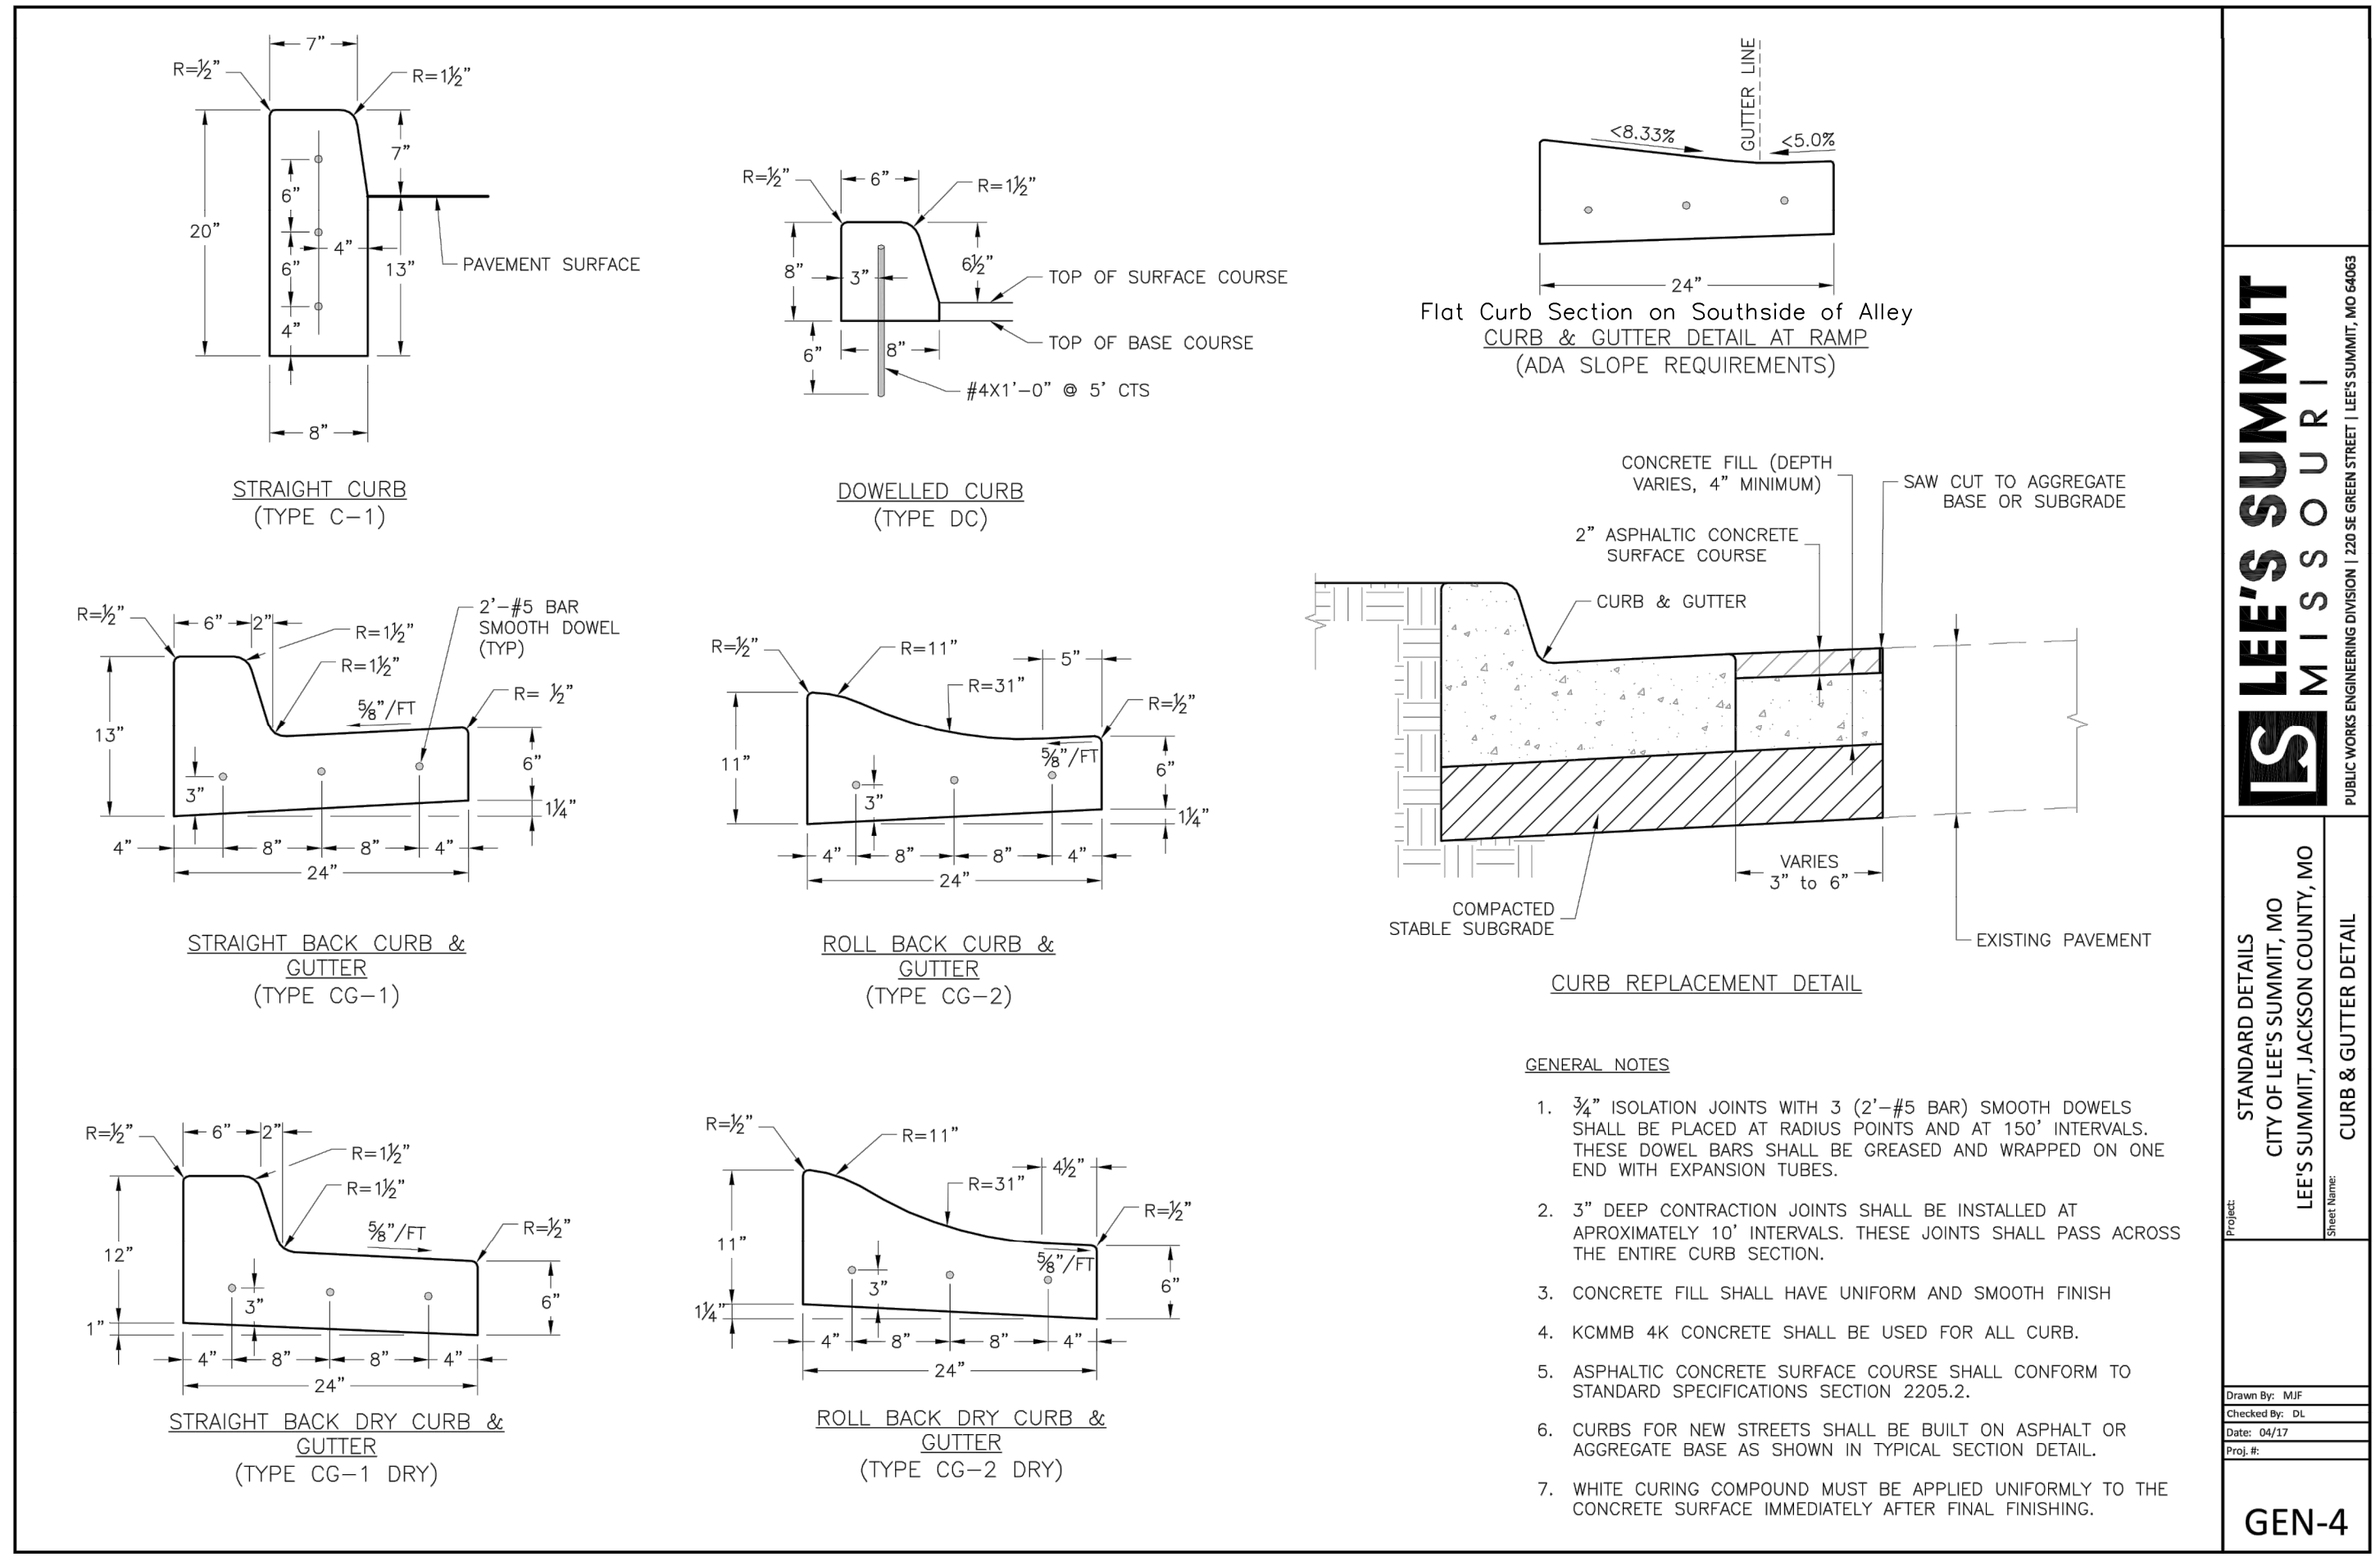 7"
R=½"
R=1½"
7"
6"
20"
4"
6"
13"
4"
8"
PAVEMENT SURFACE
STRAIGHT CURB
(TYPE C-1)
R=½"
6"
R=1½"
8"
3"
6½"
TOP OF SURFACE COURSE
6"
8"
TOP OF BASE COURSE
#4X1'-0" @ 5' CTS
DOWELLED CURB
(TYPE DC)
GUTTER LINE
<8.33%
<5.0%
24"
Flat Curb Section on Southside of Alley
CURB & GUTTER DETAIL AT RAMP
(ADA SLOPE REQUIREMENTS)
R=½"
6"
2"
R=1½"
R=1½"
2'-#5 BAR
SMOOTH DOWEL
(TYP)
⅝"/FT
R= ½"
13"
3"
6"
1¼"
4"
8"
8"
4"
24"
STRAIGHT BACK CURB &
GUTTER
(TYPE CG-1)
R=½"
R=11"
R=31"
5"
R=½"
11"
⅝"/FT
6"
3"
1¼"
4"
8"
8"
4"
24"
ROLL BACK CURB &
GUTTER
(TYPE CG-2)
CONCRETE FILL (DEPTH
VARIES, 4" MINIMUM)
SAW CUT TO AGGREGATE
BASE OR SUBGRADE
2" ASPHALTIC CONCRETE
SURFACE COURSE
CURB & GUTTER
VARIES
3" to 6"
COMPACTED
STABLE SUBGRADE
EXISTING PAVEMENT
CURB REPLACEMENT DETAIL
R=½"
6"
2"
R=1½"
R=1½"
⅝"/FT
R=½"
12"
3"
6"
1"
4"
8"
8"
4"
24"
STRAIGHT BACK DRY CURB &
GUTTER
(TYPE CG-1 DRY)
R=½"
R=11"
4½"
R=31"
R=½"
11"
⅝"/FT
3"
6"
1¼"
4"
8"
8"
4"
24"
ROLL BACK DRY CURB &
GUTTER
(TYPE CG-2 DRY)
GENERAL NOTES
1. ¾" ISOLATION JOINTS WITH 3 (2'-#5 BAR) SMOOTH DOWELS
SHALL BE PLACED AT RADIUS POINTS AND AT 150' INTERVALS.
THESE DOWEL BARS SHALL BE GREASED AND WRAPPED ON ONE
END WITH EXPANSION TUBES.
2. 3" DEEP CONTRACTION JOINTS SHALL BE INSTALLED AT
APROXIMATELY 10' INTERVALS. THESE JOINTS SHALL PASS ACROSS
THE ENTIRE CURB SECTION.
3. CONCRETE FILL SHALL HAVE UNIFORM AND SMOOTH FINISH
4. KCMMB 4K CONCRETE SHALL BE USED FOR ALL CURB.
5. ASPHALTIC CONCRETE SURFACE COURSE SHALL CONFORM TO
STANDARD SPECIFICATIONS SECTION 2205.2.
6. CURBS FOR NEW STREETS SHALL BE BUILT ON ASPHALT OR
AGGREGATE BASE AS SHOWN IN TYPICAL SECTION DETAIL.
7. WHITE CURING COMPOUND MUST BE APPLIED UNIFORMLY TO THE
CONCRETE SURFACE IMMEDIATELY AFTER FINAL FINISHING.
LS
LEE'S SUMMIT
MISSOURI
PUBLIC WORKS ENGINEERING DIVISION | 220 SE GREEN STREET | LEE'S SUMMIT, MO 64063
Project:
STANDARD DETAILS
CITY OF LEE'S SUMMIT, MO
LEE'S SUMMIT, JACKSON COUNTY, MO
Sheet Name:
CURB & GUTTER DETAIL
Drawn By: MJF
Checked By: DL
Date: 04/17
Proj. #:
GEN-4